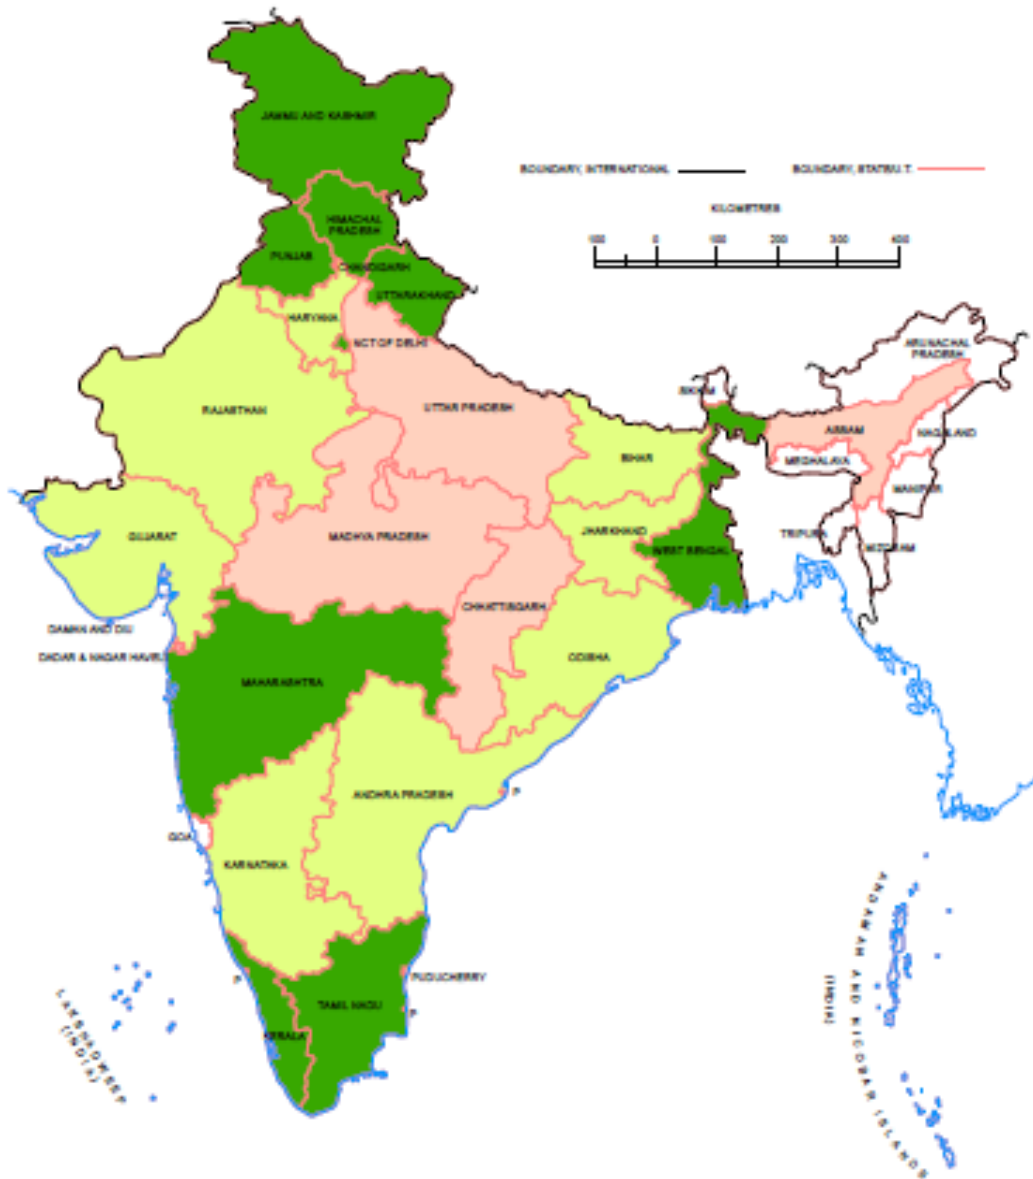 JAMMU AND KASHMIR
BOUNDARY, INTERNATIONAL
BOUNDARY, STATE/U.T.
KILOMETRES
100 0 100 200 300 400
HIMACHAL
PRADESH
PUNJAB
CHANDIGARH
UTTARAKHAND
HARYANA
NCT OF DELHI
ARUNACHAL
PRADESH
SIKKIM
RAJASTHAN
UTTAR PRADESH
ASSAM
NAGALAND
BIHAR
MEGHALAYA
MANIPUR
GUJARAT
MADHYA PRADESH
JHARKHAND
TRIPURA
WEST BENGAL
MIZORAM
CHHATTISGARH
DAMAN AND DIU
DADAR & NAGAR HAVELI
ODISHA
MAHARASHTRA
ANDHRA PRADESH
P
GOA
KARNATAKA
P
PUDUCHERRY
TAMIL NADU
P
KERALA
LAKSHADWEEP
(INDIA)
ANDAMAN AND NICOBAR ISLANDS
(INDIA)